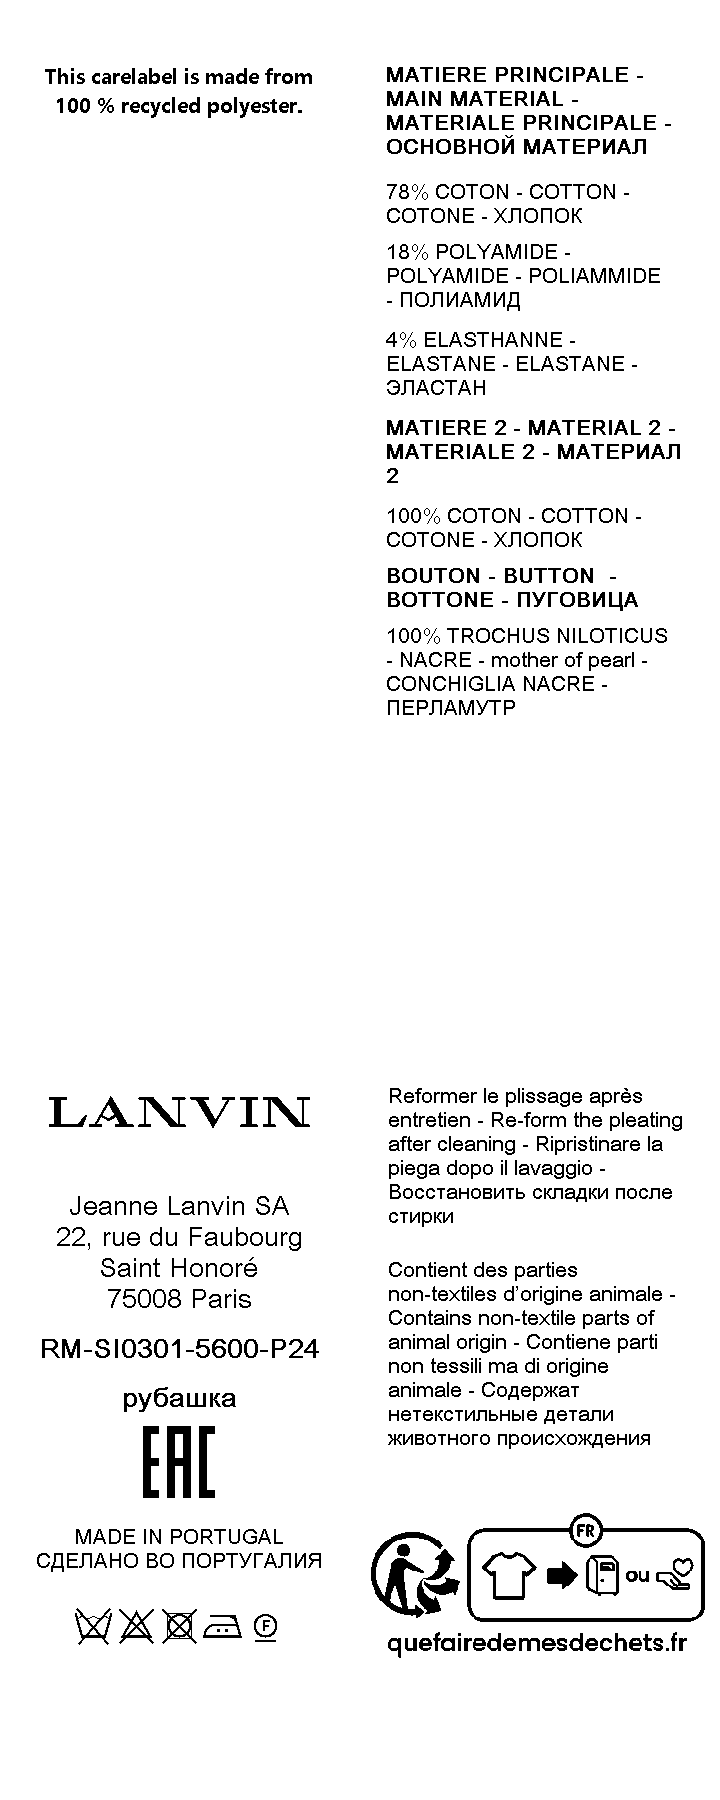 This carelabel is made from
100 % recycled polyester.
MATIERE PRINCIPALE -
MAIN MATERIAL -
MATERIALE PRINCIPALE -
ОСНОВНОЙ МАТЕРИАЛ
78% COTON - COTTON -
COTONE - ХЛОПОК
18% POLYAMIDE -
POLYAMIDE - POLIAMMIDE
- ПОЛИАМИД
4% ELASTHANNE -
ELASTANE - ELASTANE -
ЭЛАСТАН
MATIERE 2 - MATERIAL 2 -
MATERIALE 2 - МАТЕРИАЛ
2
100% COTON - COTTON -
COTONE - ХЛОПОК
BOUTON - BUTTON -
BOTTONE - ПУГОВИЦА
100% TROCHUS NILOTICUS
- NACRE - mother of pearl -
CONCHIGLIA NACRE -
ПЕРЛАМУТР
LANVIN
Jeanne Lanvin SA
22, rue du Faubourg
Saint Honoré
75008 Paris
RM-SI0301-5600-P24
рубашка
EAC
MADE IN PORTUGAL
СДЕЛАНО ВО ПОРТУГАЛИЯ
F
Reformer le plissage après
entretien - Re-form the pleating
after cleaning - Ripristinare la
piega dopo il lavaggio -
Восстановить складки после
стирки
Contient des parties
non-textiles d’origine animale -
Contains non-textile parts of
animal origin - Contiene parti
non tessili ma di origine
animale - Содержат
нетекстильные детали
животного происхождения
FR
ou
quefairedemesdechets.fr